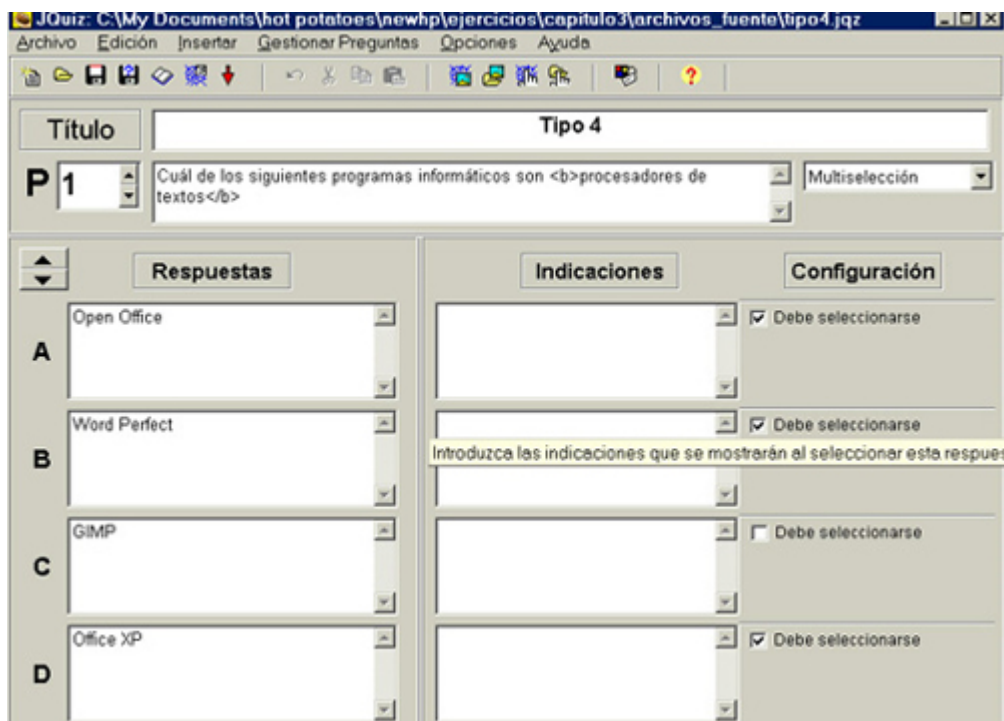 JQuiz: C:\My Documents\hot potatoes\newhp\ejercicios\capitulo3\archivos_fuente\tipo4.jqz
Archivo Edición Insertar Gestionar Preguntas Opciones Ayuda
Título
Tipo 4
P 1
Cuál de los siguientes programas informáticos son <b>procesadores de
textos</b>
Multiselección
Respuestas Indicaciones Configuración
A
Open Office
Debe seleccionarse
B
Word Perfect
Debe seleccionarse
Introduzca las indicaciones que se mostrarán al seleccionar esta respues
C
GIMP
Debe seleccionarse
D
Office XP
Debe seleccionarse